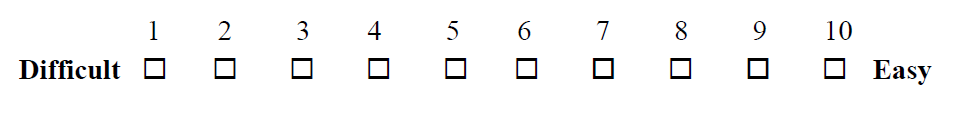 1 2 3 4 5 6 7 8 9 10
Difficult ☐ ☐ ☐ ☐ ☐ ☐ ☐ ☐ ☐ ☐ Easy